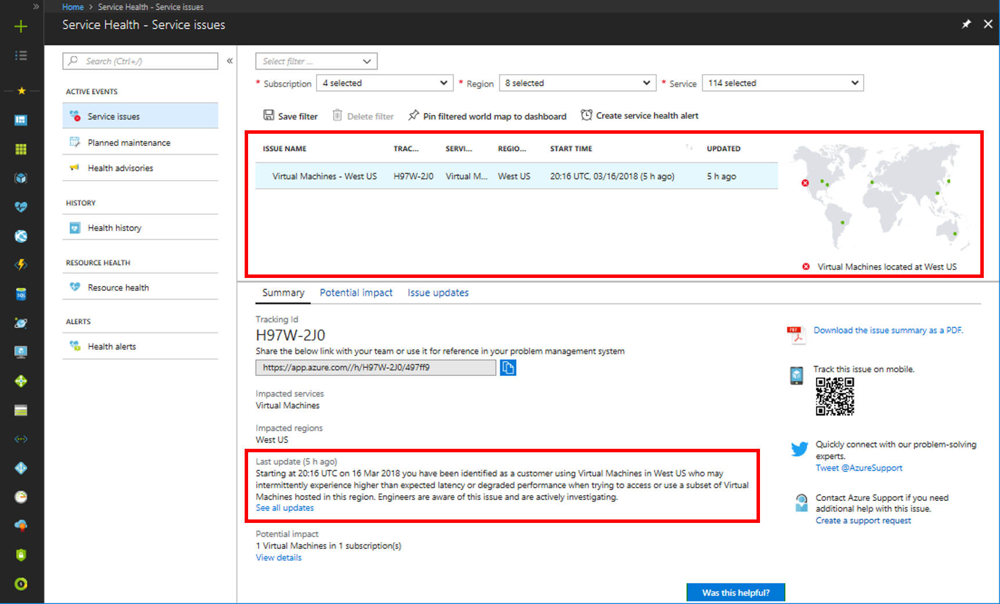 Home > Service Health - Service issues
Service Health - Service issues
Search (Ctrl+/)
ACTIVE EVENTS
Service issues
Planned maintenance
Health advisories
HISTORY
Health history
RESOURCE HEALTH
Resource health
ALERTS
Health alerts
Select filter ...
* Subscription 4 selected * Region 8 selected * Service 114 selected
Save filter Delete filter Pin filtered world map to dashboard Create service health alert
ISSUE NAME TRAC... SERVI... REGIO... START TIME UPDATED
Virtual Machines - West US H97W-2J0 Virtual M... West US 20:16 UTC, 03/16/2018 (5 h ago) 5 h ago
Virtual Machines located at West US
Summary Potential impact Issue updates
Tracking Id
H97W-2J0
Share the below link with your team or use it for reference in your problem management system
https://app.azure.com//h/H97W-2J0/497ff9
Impacted services
Virtual Machines
Impacted regions
West US
Last update (5 h ago)
Starting at 20:16 UTC on 16 Mar 2018 you have been identified as a customer using Virtual Machines in West US who may
intermittently experience higher than expected latency or degraded performance when trying to access or use a subset of Virtual
Machines hosted in this region. Engineers are aware of this issue and are actively investigating.
See all updates
Potential impact
1 Virtual Machines in 1 subscription(s)
View details
PDF
Download the issue summary as a PDF.
Track this issue on mobile.
Quickly connect with our problem-solving
experts.
Tweet @AzureSupport
Contact Azure Support if you need
additional help with this issue.
Create a support request
Was this helpful?
SQL